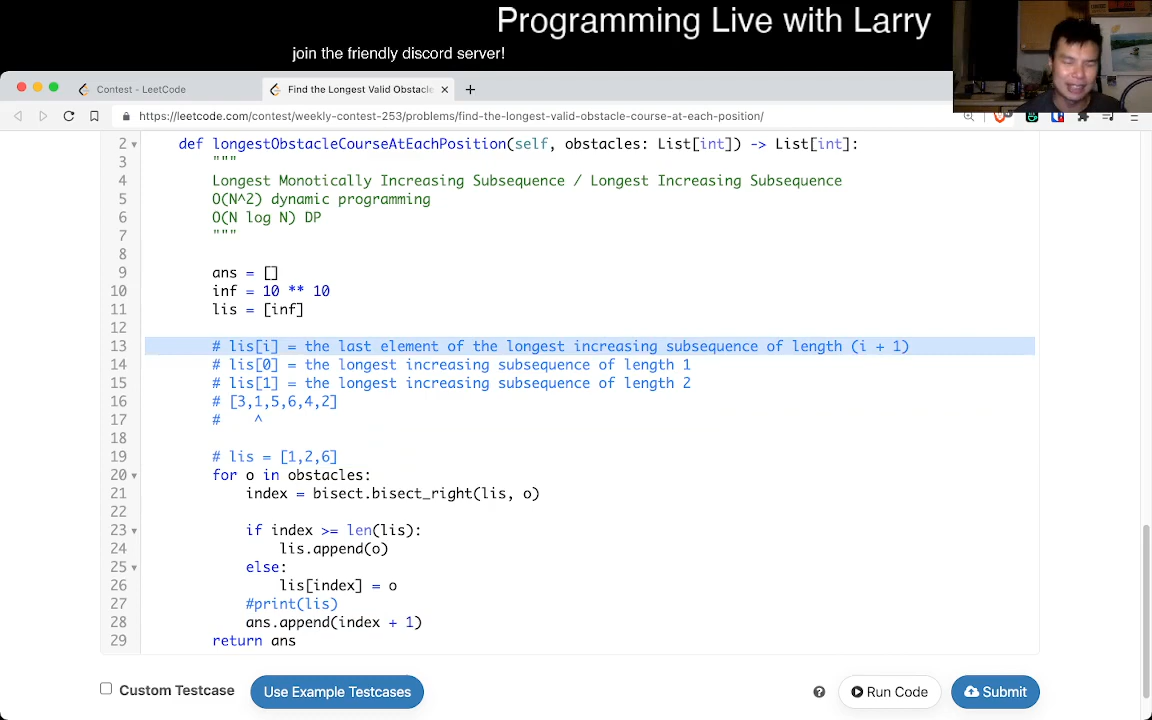 Programming Live with Larry
join the friendly discord server!
Contest - LeetCode
Find the Longest Valid Obstacle
https://leetcode.com/contest/weekly-contest-253/problems/find-the-longest-valid-obstacle-course-at-each-position/
2 def longestObstacleCourseAtEachPosition(self, obstacles: List[int]) -> List[int]:
3 """
4 Longest Monotically Increasing Subsequence / Longest Increasing Subsequence
5 O(N^2) dynamic programming
6 O(N log N) DP
7 """
8
9 ans = []
10 inf = 10 ** 10
11 lis = [inf]
12
13 # lis[i] = the last element of the longest increasing subsequence of length (i + 1)
14 # lis[0] = the longest increasing subsequence of length 1
15 # lis[1] = the longest increasing subsequence of length 2
16 # [3,1,5,6,4,2]
17 # ^
18
19 # lis = [1,2,6]
20 for o in obstacles:
21 index = bisect.bisect_right(lis, o)
22
23 if index >= len(lis):
24 lis.append(o)
25 else:
26 lis[index] = o
27 #print(lis)
28 ans.append(index + 1)
29 return ans
Custom Testcase
Use Example Testcases
Run Code
Submit